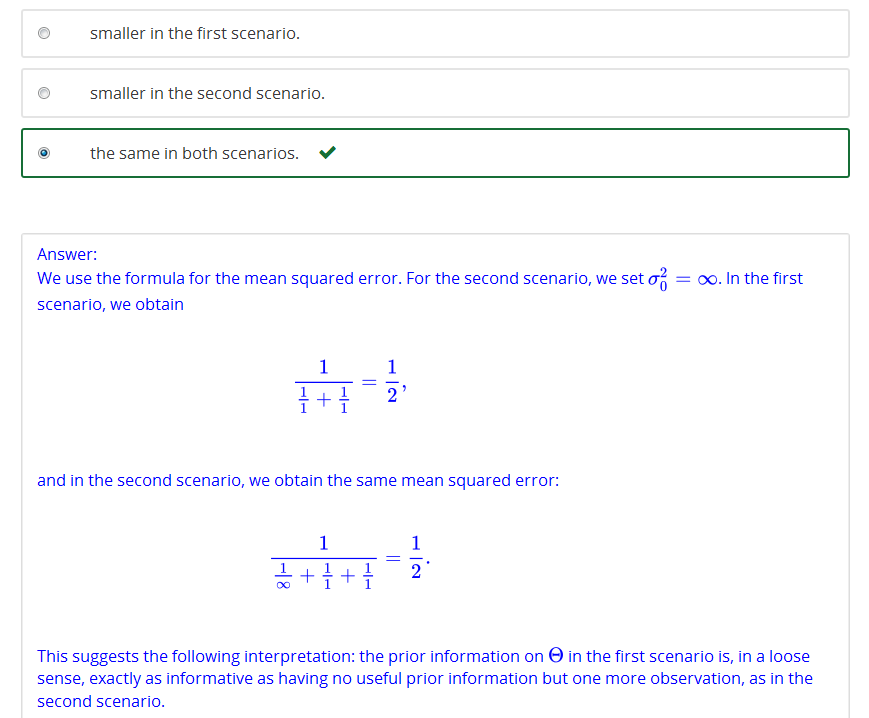 smaller in the first scenario.
smaller in the second scenario.
the same in both scenarios.
Answer:
We use the formula for the mean squared error. For the second scenario, we set σ₀² = ∞. In the first
scenario, we obtain
1/(1/1 + 1/1) = 1/2,
and in the second scenario, we obtain the same mean squared error:
1/(1/∞ + 1/1 + 1/1) = 1/2.
This suggests the following interpretation: the prior information on Θ in the first scenario is, in a loose
sense, exactly as informative as having no useful prior information but one more observation, as in the
second scenario.